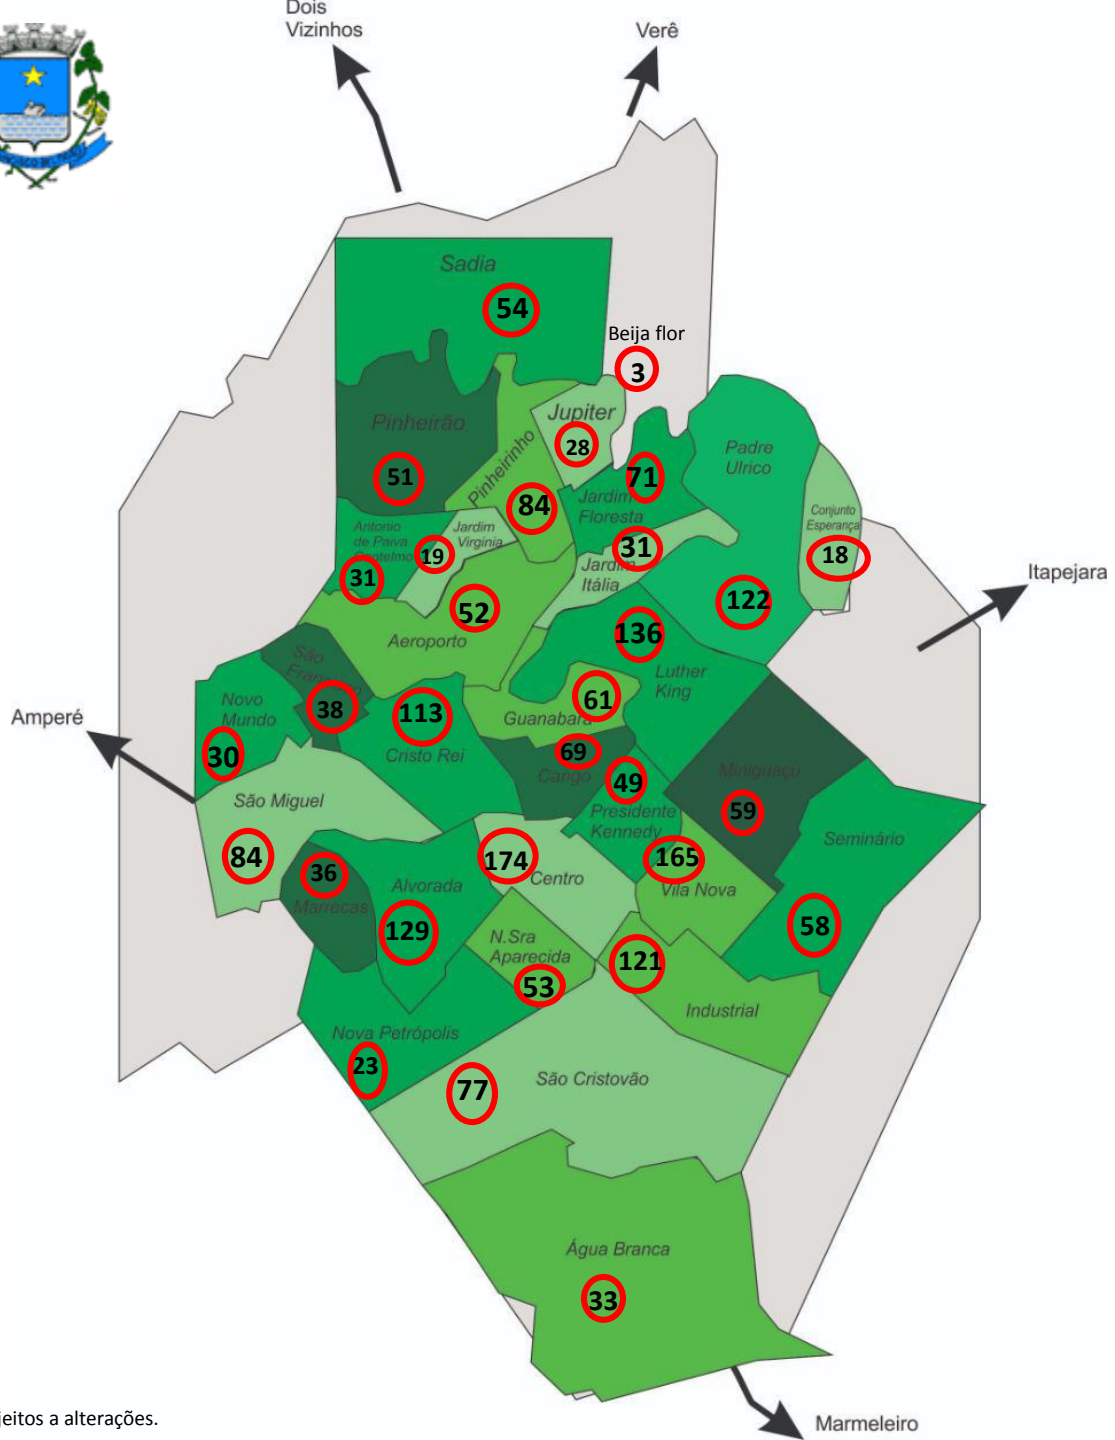 Dois
Vizinhos
Verê
Sadia
54
Beija flor
3
Jupiter
28
Pinheirão
51
Pinheirinho
84
Padre
Ulrico
71
Jardim
Floresta
Conjunto
Esperança
18
Antonio
de Paiva
Cantelmo
31
Jardim
Virginia
19
31
Jardim
Itália
Itapejara
122
52
Aeroporto
136
Luther
King
São
38
Novo
Mundo
30
Amperé
113
Cristo Rei
61
Guanabara
69
Cango
49
Presidente
Kennedy
Miniguaçú
59
São Miguel
84
Seminário
58
174
Centro
165
Vila Nova
36
Marrecas
Alvorada
129
N.Sra
Aparecida
53
121
Industrial
Nova Petrópolis
23
São Cristovão
77
Água Branca
33
jeitos a alterações.
Marmeleiro